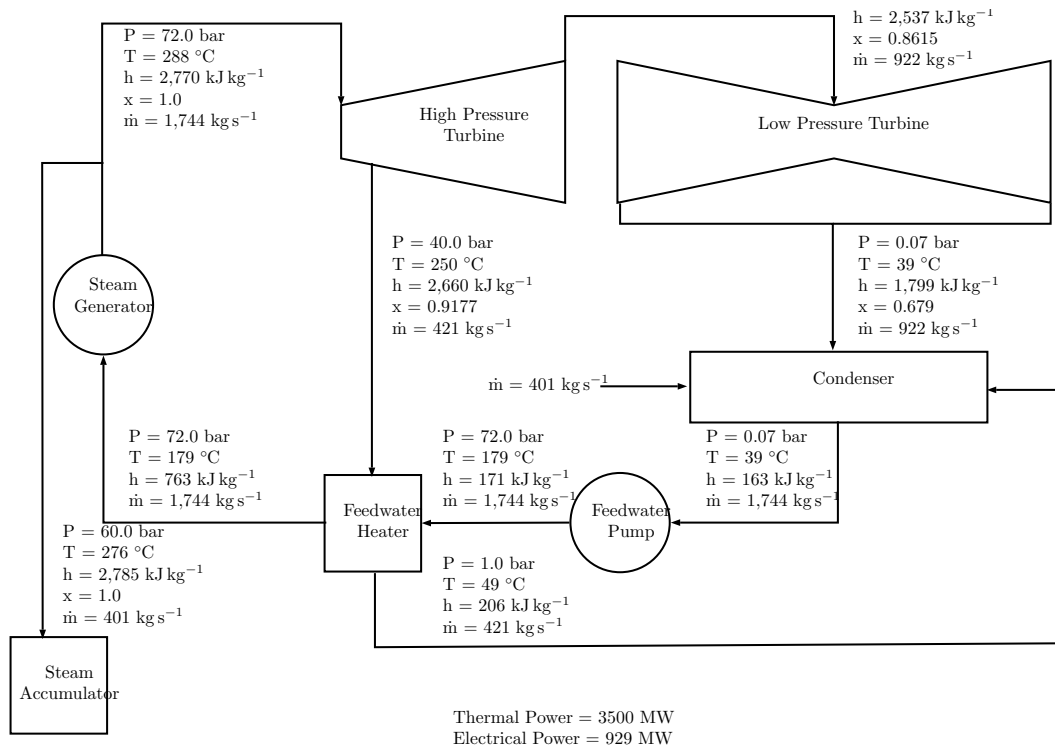 h = 2,537 kJ kg⁻¹
x = 0.8615
ṁ = 922 kg s⁻¹
P = 72.0 bar
T = 288 °C
h = 2,770 kJ kg⁻¹
x = 1.0
ṁ = 1,744 kg s⁻¹
High Pressure
Turbine
Low Pressure Turbine
P = 40.0 bar
T = 250 °C
h = 2,660 kJ kg⁻¹
x = 0.9177
ṁ = 421 kg s⁻¹
P = 0.07 bar
T = 39 °C
h = 1,799 kJ kg⁻¹
x = 0.679
ṁ = 922 kg s⁻¹
Steam
Generator
Condenser
ṁ = 401 kg s⁻¹
P = 72.0 bar
T = 179 °C
h = 763 kJ kg⁻¹
ṁ = 1,744 kg s⁻¹
P = 72.0 bar
T = 179 °C
h = 171 kJ kg⁻¹
ṁ = 1,744 kg s⁻¹
P = 0.07 bar
T = 39 °C
h = 163 kJ kg⁻¹
ṁ = 1,744 kg s⁻¹
Feedwater
Heater
Feedwater
Pump
P = 60.0 bar
T = 276 °C
h = 2,785 kJ kg⁻¹
x = 1.0
ṁ = 401 kg s⁻¹
P = 1.0 bar
T = 49 °C
h = 206 kJ kg⁻¹
ṁ = 421 kg s⁻¹
Steam
Accumulator
Thermal Power = 3500 MW
Electrical Power = 929 MW